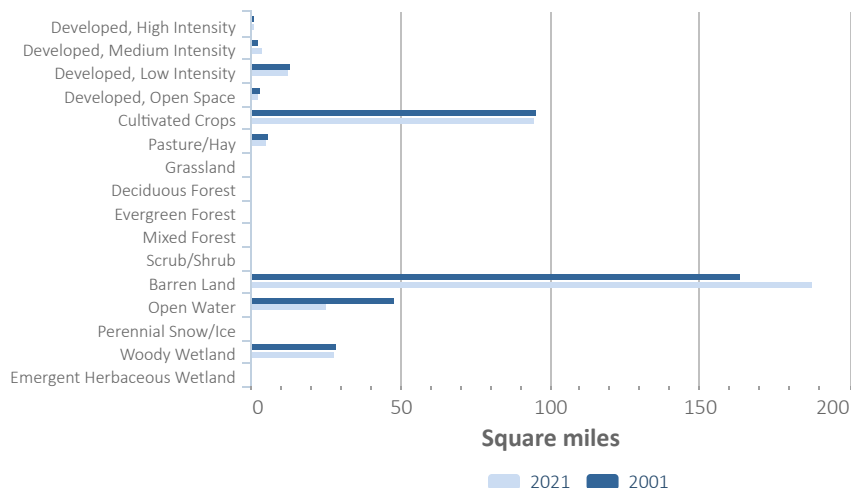 Developed, High Intensity
Developed, Medium Intensity
Developed, Low Intensity
Developed, Open Space
Cultivated Crops
Pasture/Hay
Grassland
Deciduous Forest
Evergreen Forest
Mixed Forest
Scrub/Shrub
Barren Land
Open Water
Perennial Snow/Ice
Woody Wetland
Emergent Herbaceous Wetland
0 50 100 150 200
Square miles
2021 2001